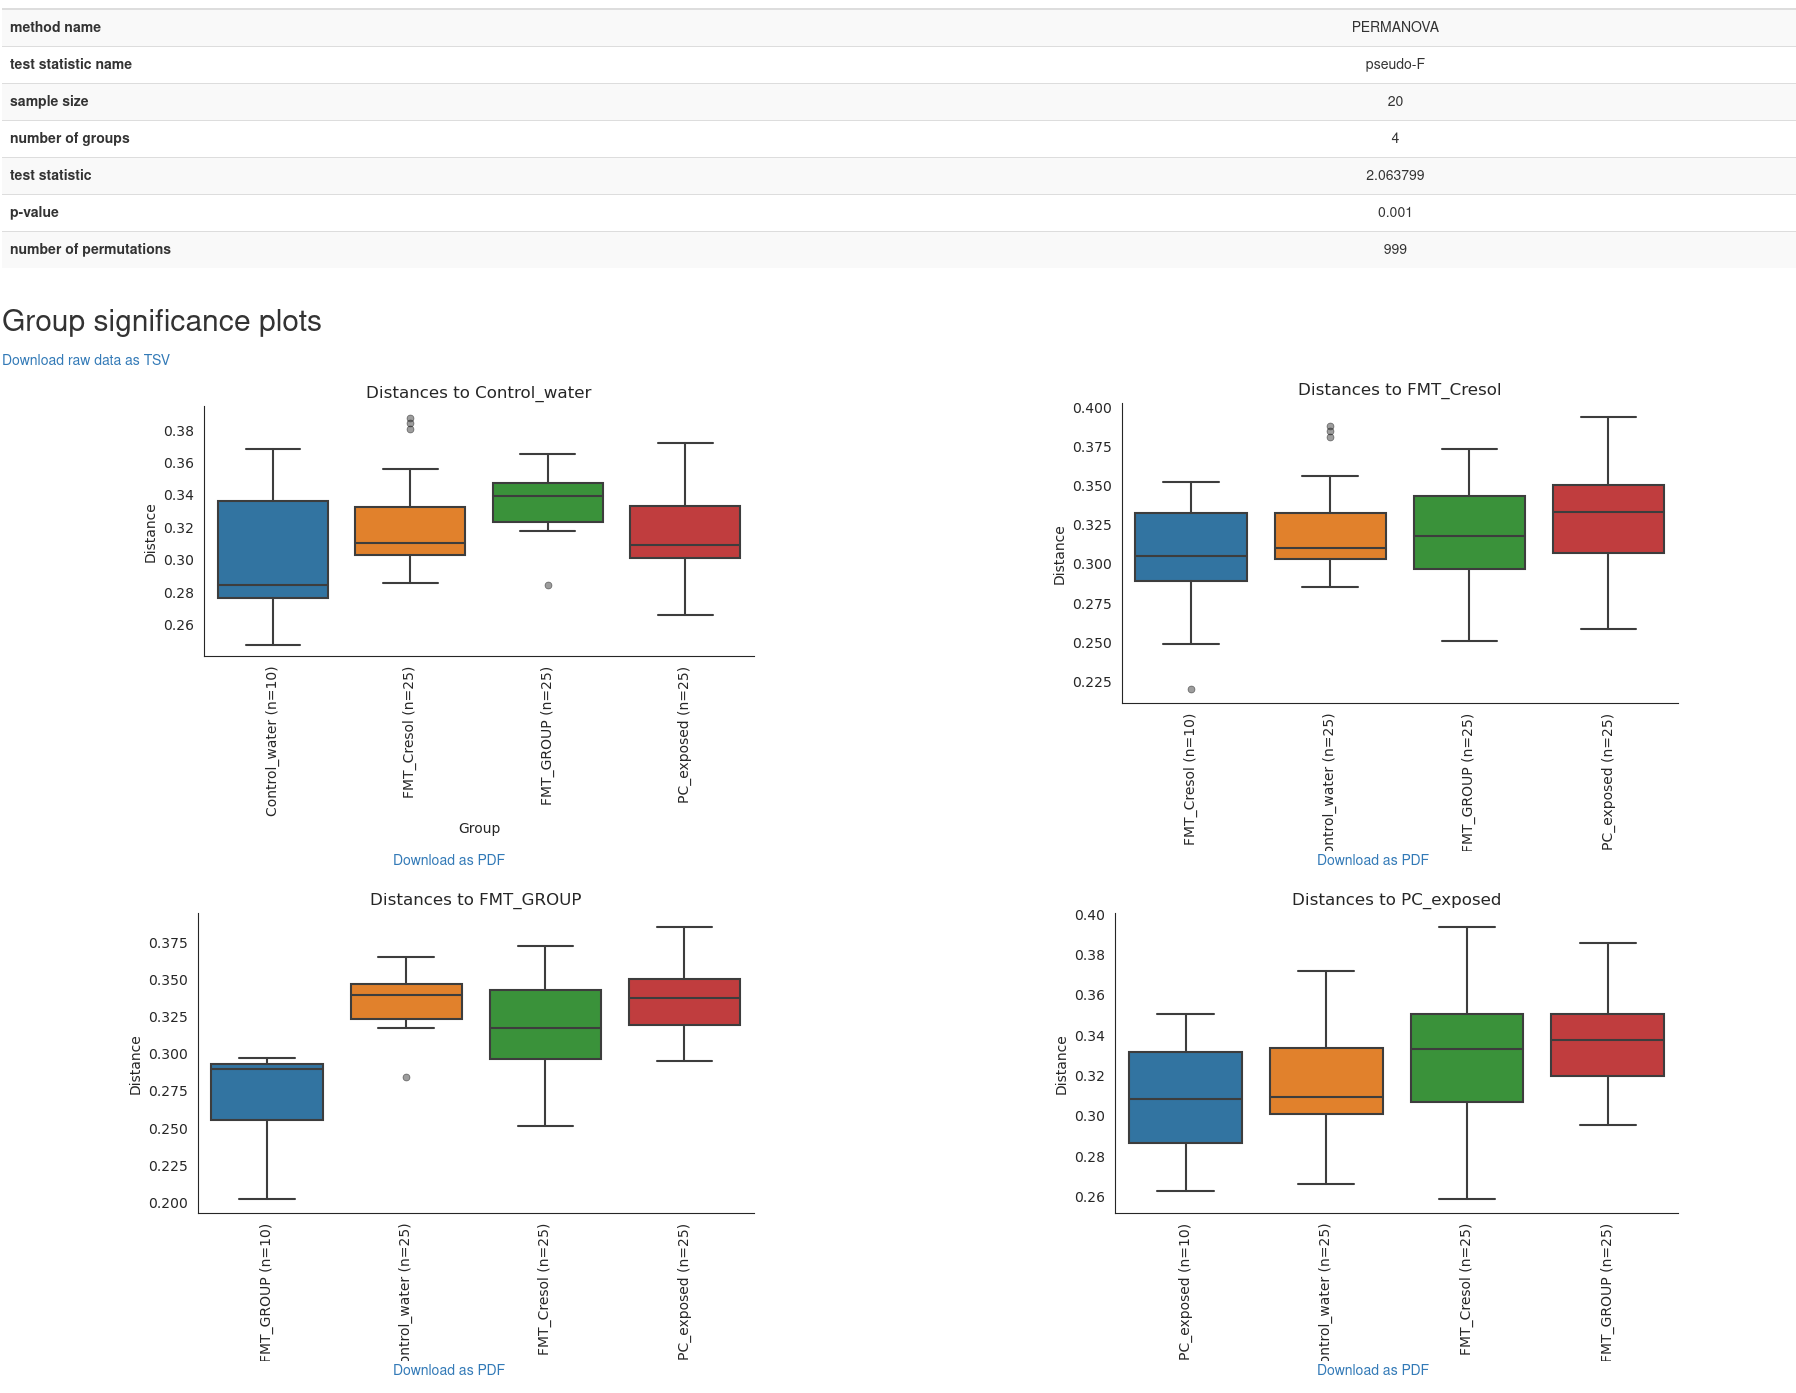 method name PERMANOVA
test statistic name pseudo-F
sample size 20
number of groups 4
test statistic 2.063799
p-value 0.001
number of permutations 999
Group significance plots
Download raw data as TSV
Distances to Control_water
0.38
0.36
0.34
0.32
0.30
0.28
0.26
Distance
Control_water (n=10)
FMT_Cresol (n=25)
FMT_GROUP (n=25)
PC_exposed (n=25)
Group
Download as PDF
Distances to FMT_Cresol
0.400
0.375
0.350
0.325
0.300
0.275
0.250
0.225
Distance
FMT_Cresol (n=10)
ontrol_water (n=25)
FMT_GROUP (n=25)
PC_exposed (n=25)
Download as PDF
Distances to FMT_GROUP
0.375
0.350
0.325
0.300
0.275
0.250
0.225
0.200
Distance
FMT_GROUP (n=10)
ontrol_water (n=25)
FMT_Cresol (n=25)
PC_exposed (n=25)
Download as PDF
Distances to PC_exposed
0.40
0.38
0.36
0.34
0.32
0.30
0.28
0.26
Distance
PC_exposed (n=10)
ontrol_water (n=25)
FMT_Cresol (n=25)
FMT_GROUP (n=25)
Download as PDF